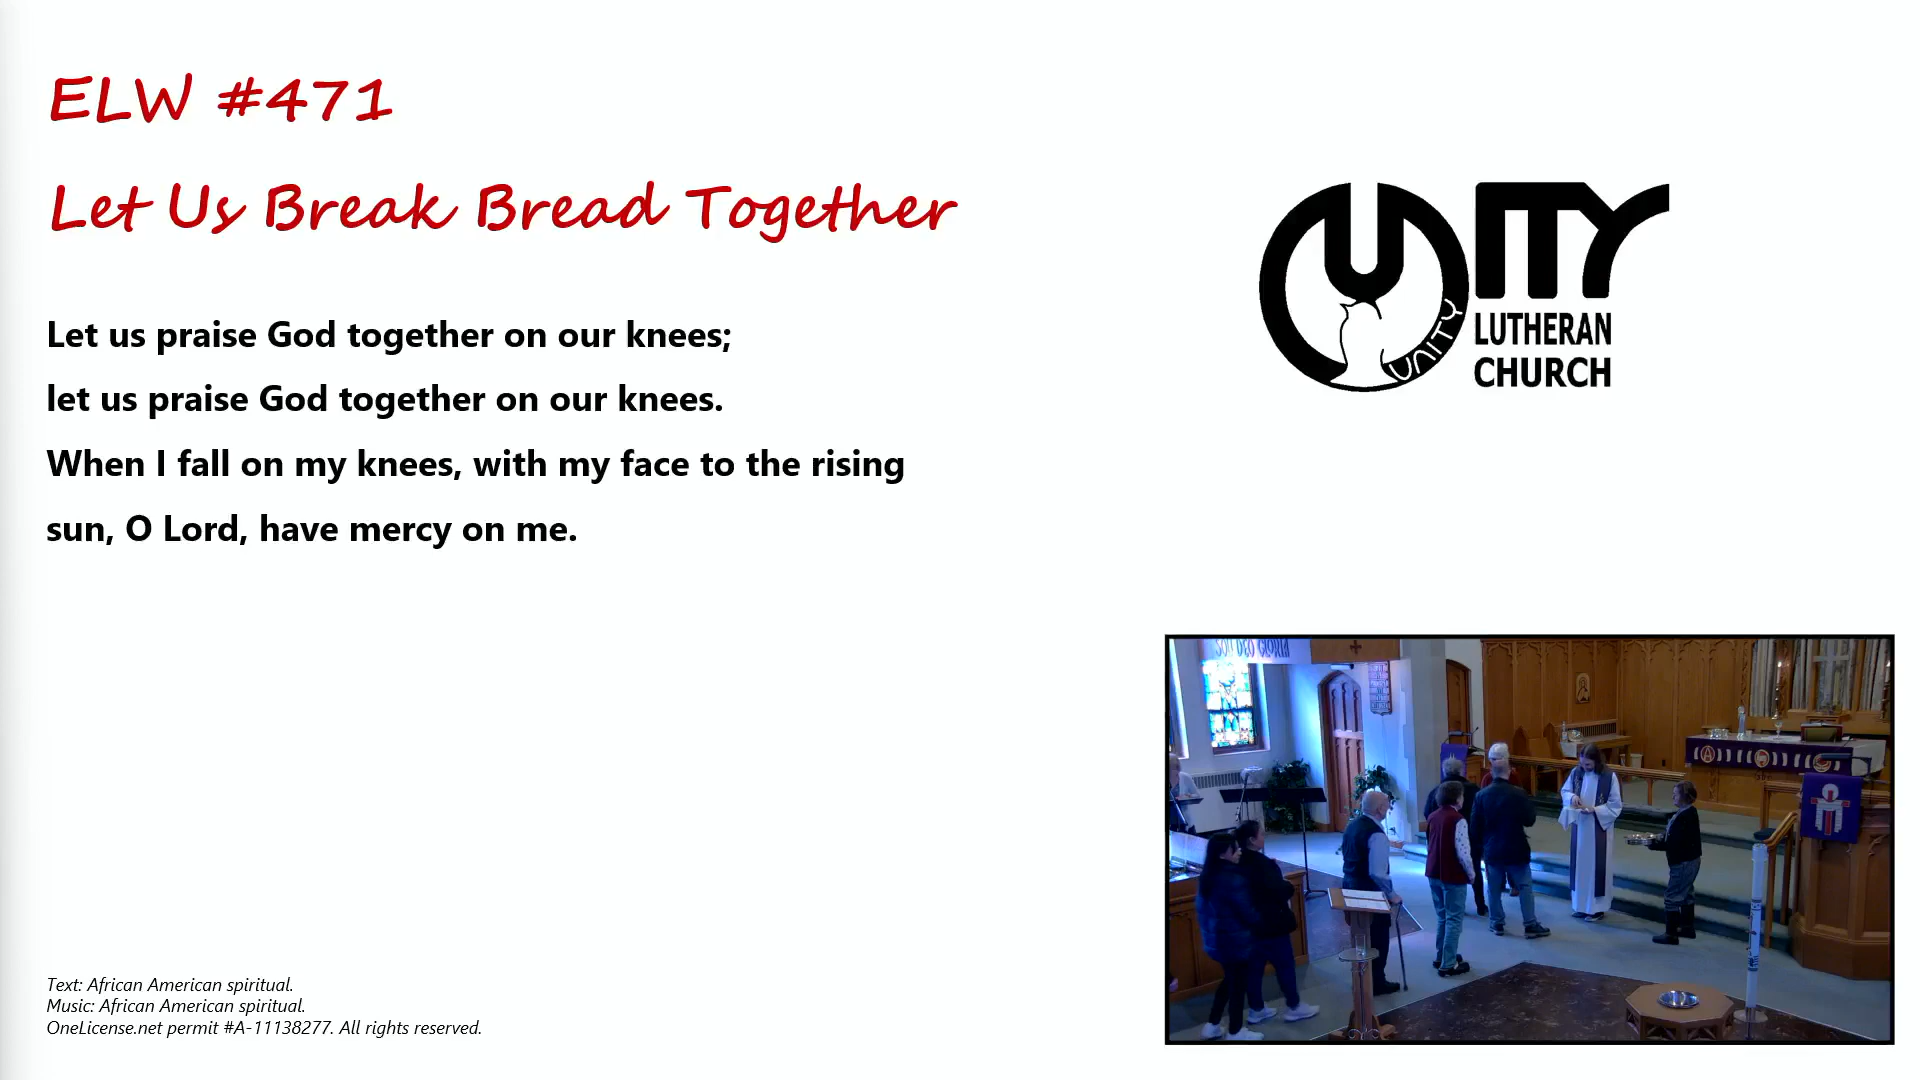 ELW #471
Let Us Break Bread Together
Let us praise God together on our knees;
let us praise God together on our knees.
When I fall on my knees, with my face to the rising
sun, O Lord, have mercy on me.
Text: African American spiritual.
Music: African American spiritual.
OneLicense.net permit #A-11138277. All rights reserved.
UNITY
UNITY
LUTHERAN
CHURCH